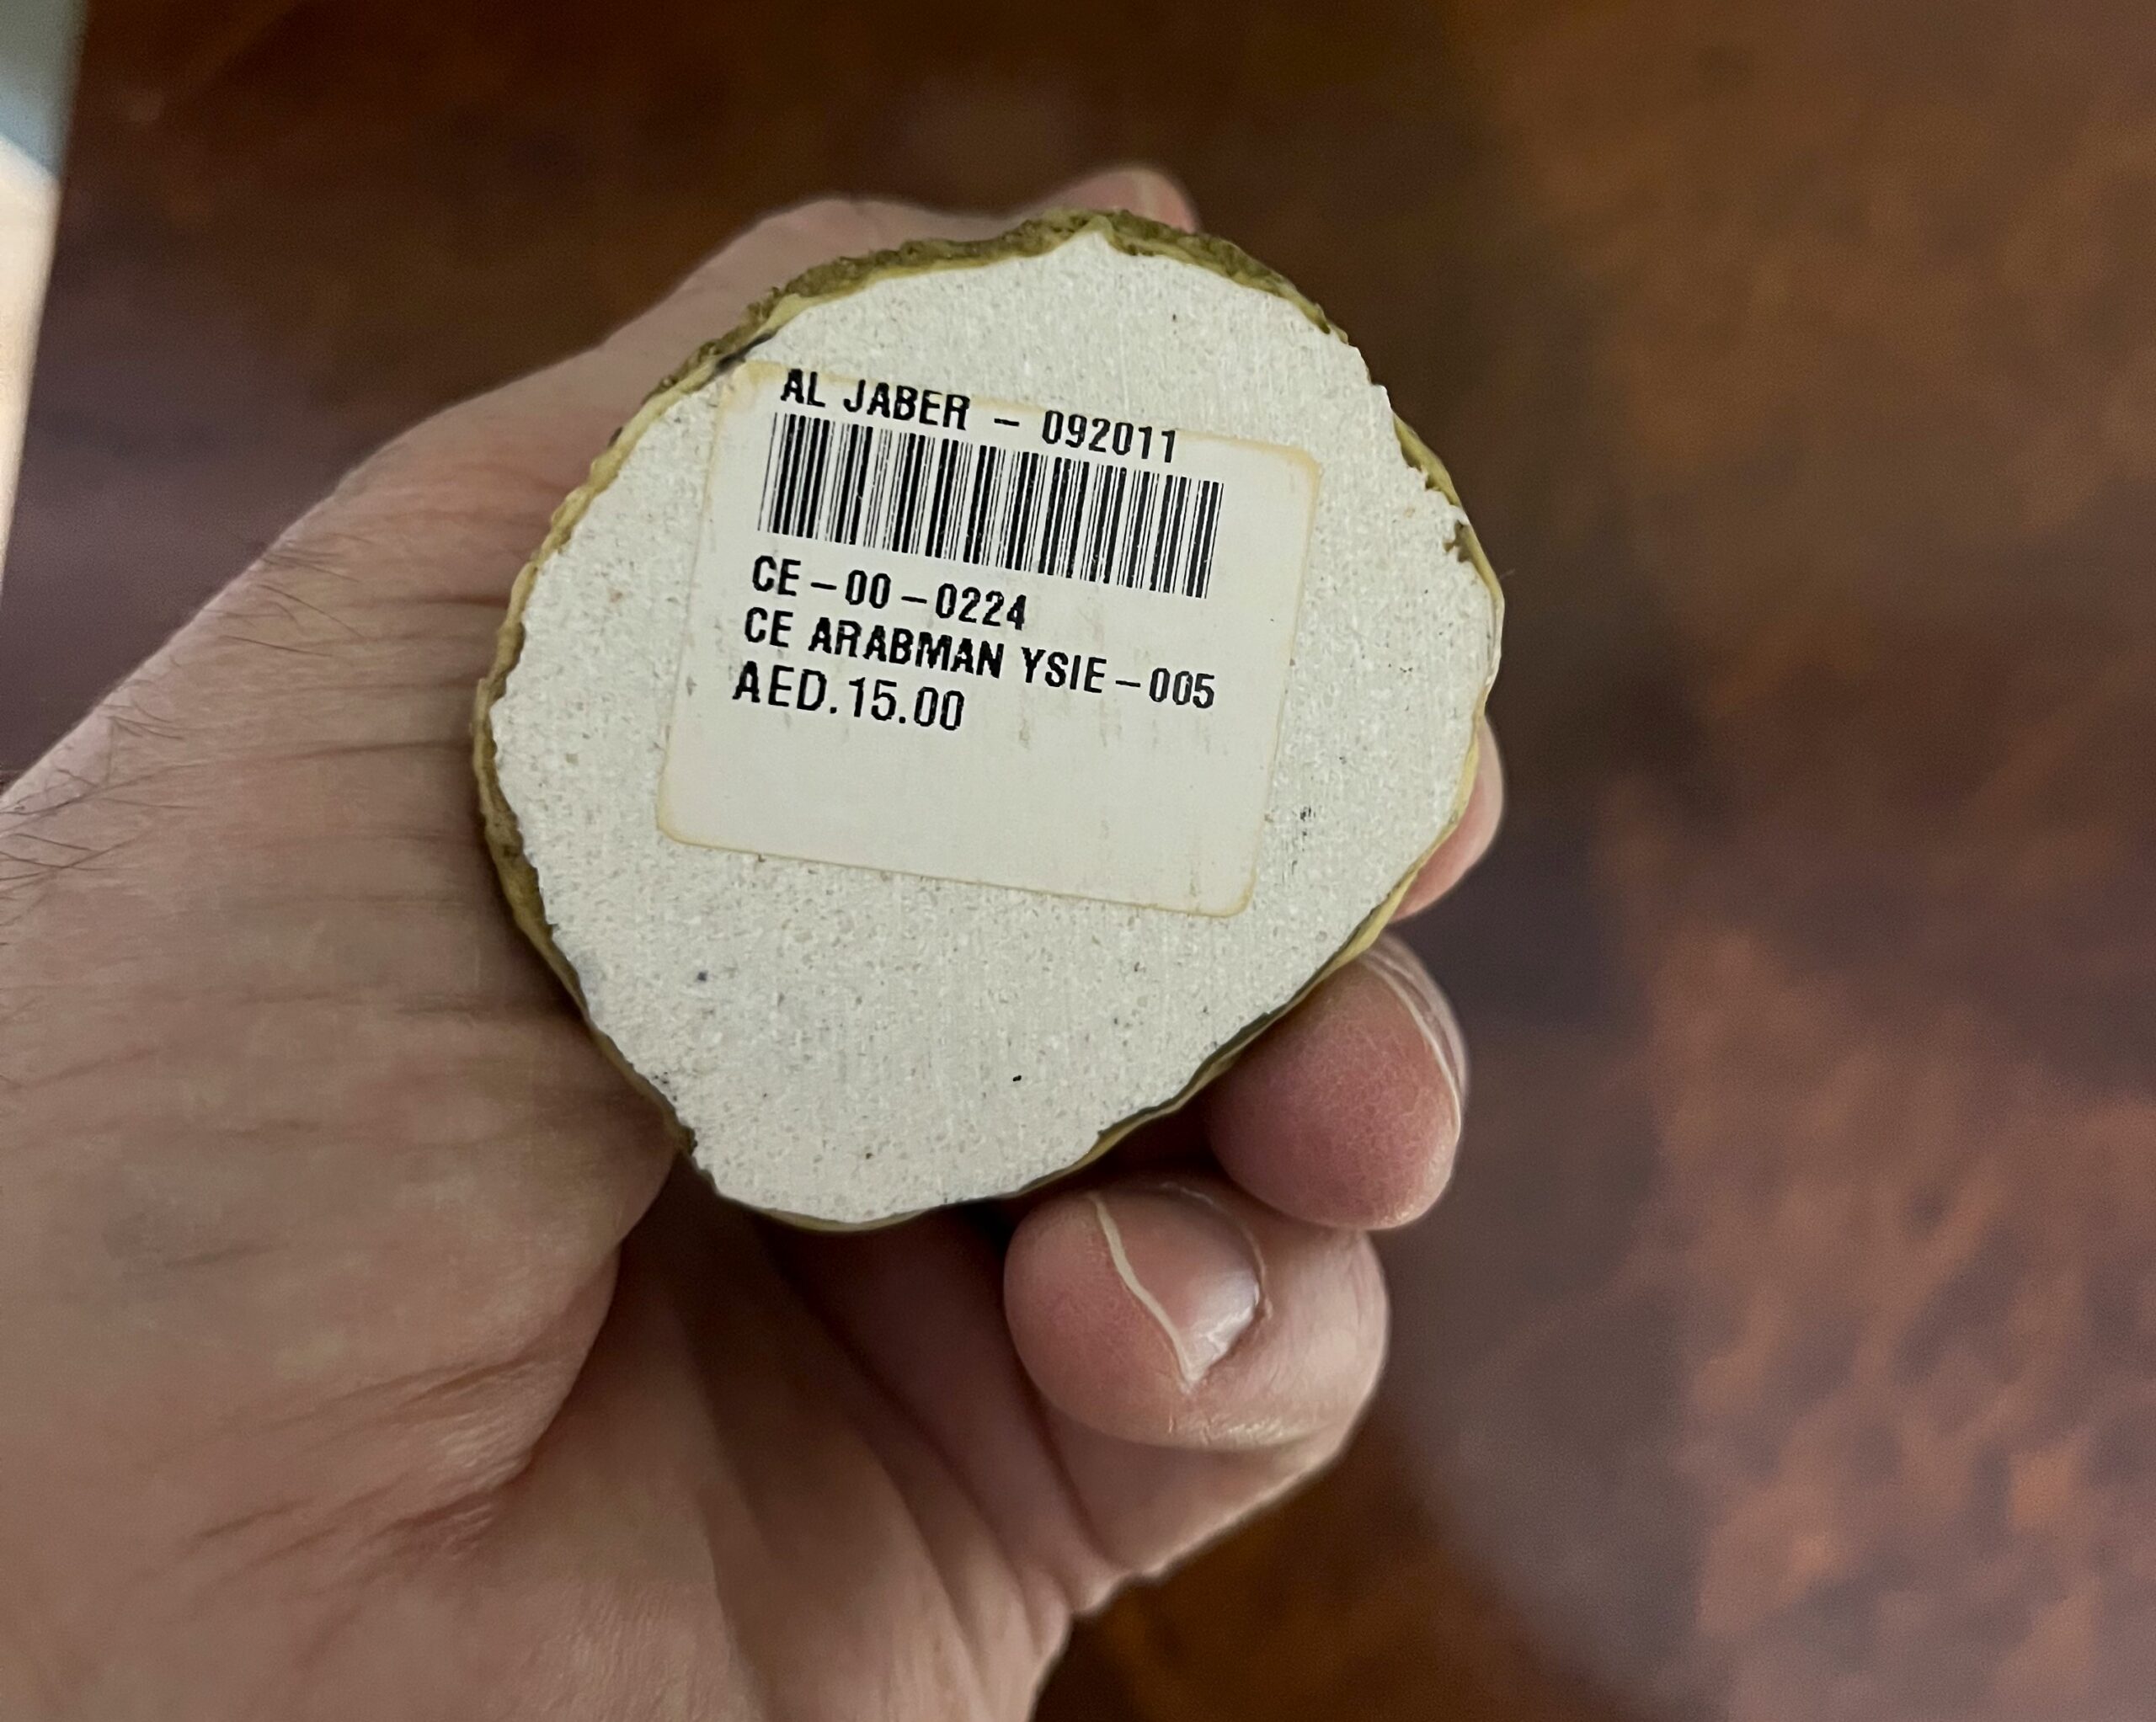 AL JABER - 092011
CE-00-0224
CE ARABMAN YSIE-005
AED.15.00